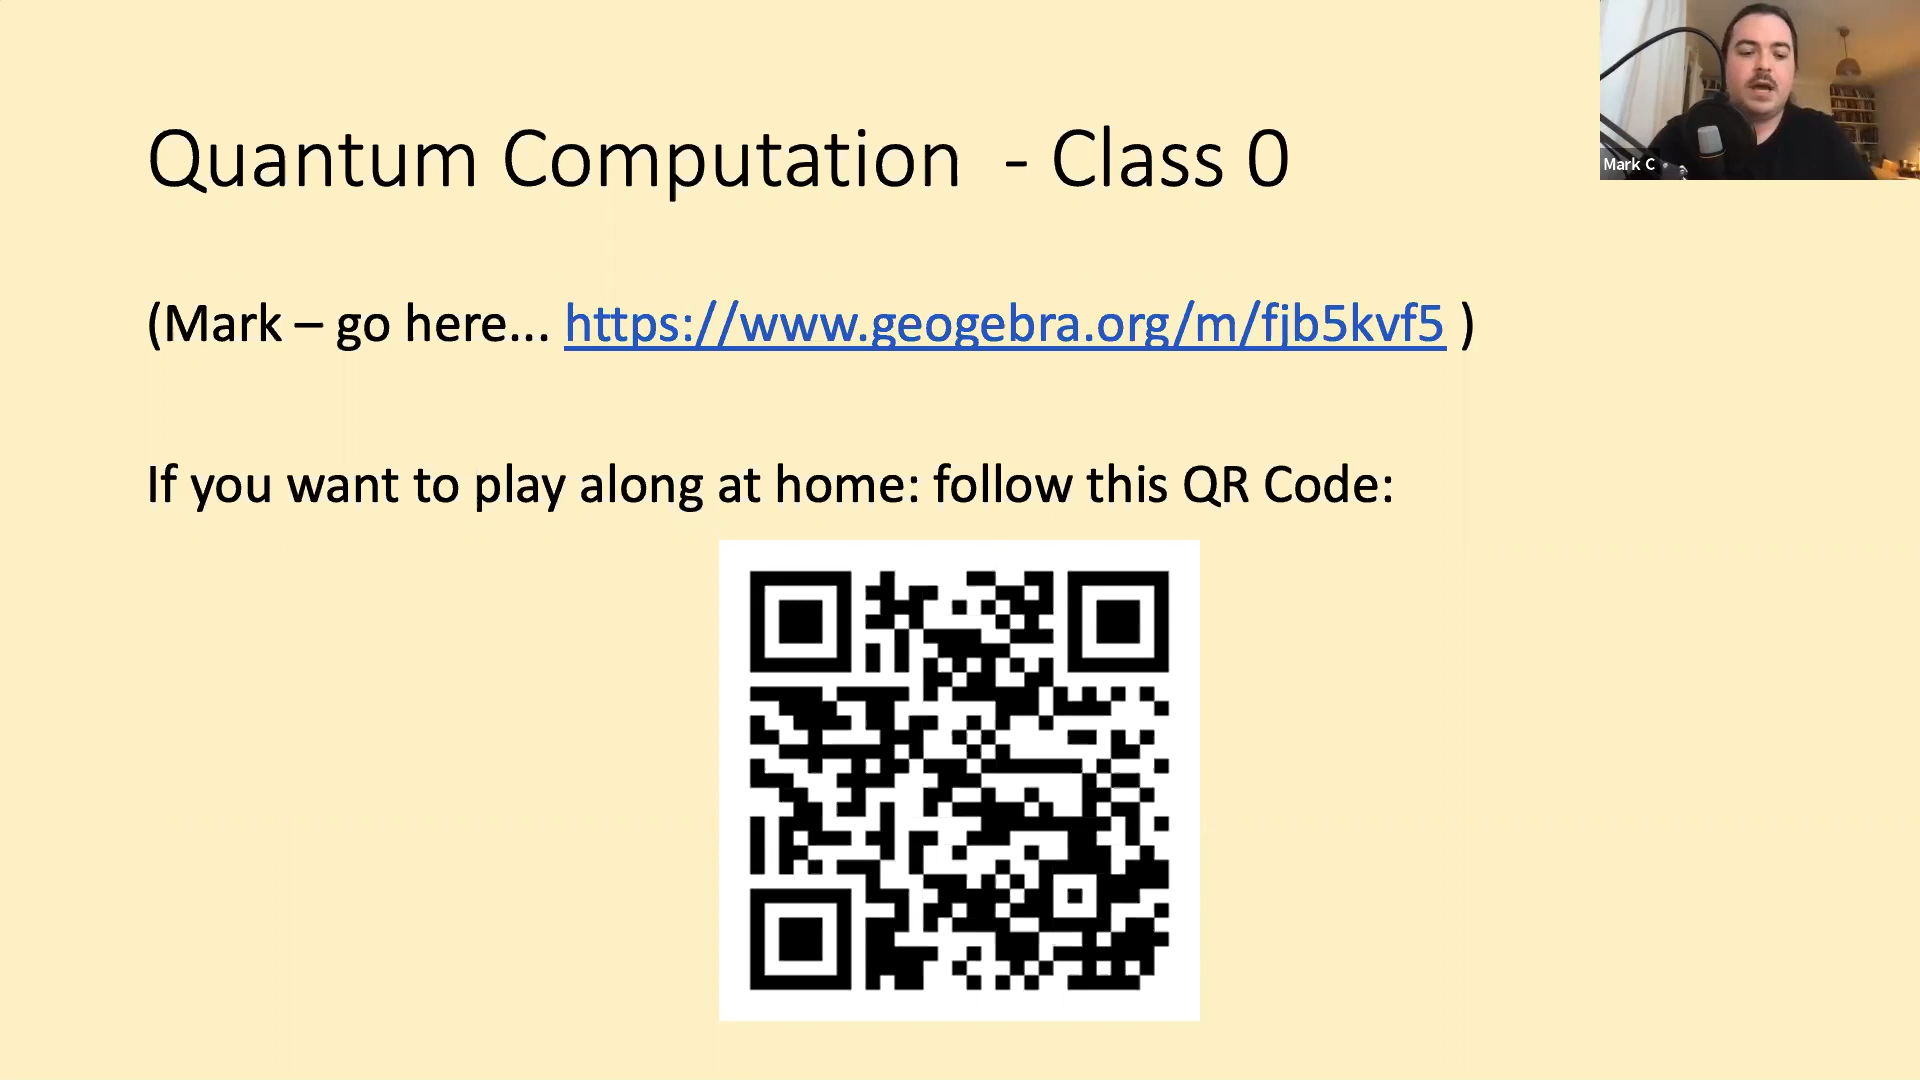 Quantum Computation - Class 0
(Mark – go here... https://www.geogebra.org/m/fjb5kvf5 )
If you want to play along at home: follow this QR Code:
Mark C